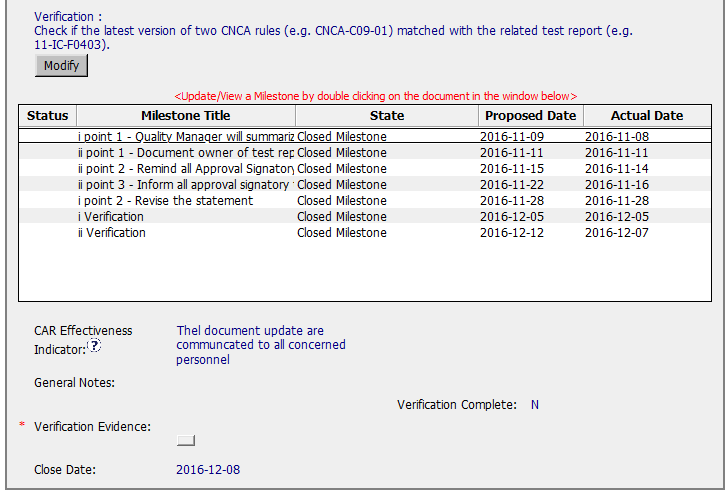 Verification :
Check if the latest version of two CNCA rules (e.g. CNCA-C09-01) matched with the related test report (e.g.
11-IC-F0403).
Modify
<Update/View a Milestone by double clicking on the document in the window below>
Status Milestone Title State Proposed Date Actual Date
i point 1 - Quality Manager will summariz Closed Milestone 2016-11-09 2016-11-08
ii point 1 - Document owner of test rep Closed Milestone 2016-11-11 2016-11-11
ii point 2 - Remind all Approval Signatory Closed Milestone 2016-11-15 2016-11-14
ii point 3 - Inform all approval signatory Closed Milestone 2016-11-22 2016-11-16
i point 2 - Revise the statement Closed Milestone 2016-11-28 2016-11-28
i Verification Closed Milestone 2016-12-05 2016-12-05
ii Verification Closed Milestone 2016-12-12 2016-12-07
CAR Effectiveness Thel document update are
Indicator: ? communcated to all concerned
personnel
General Notes:
Verification Complete: N
* Verification Evidence:
Close Date: 2016-12-08